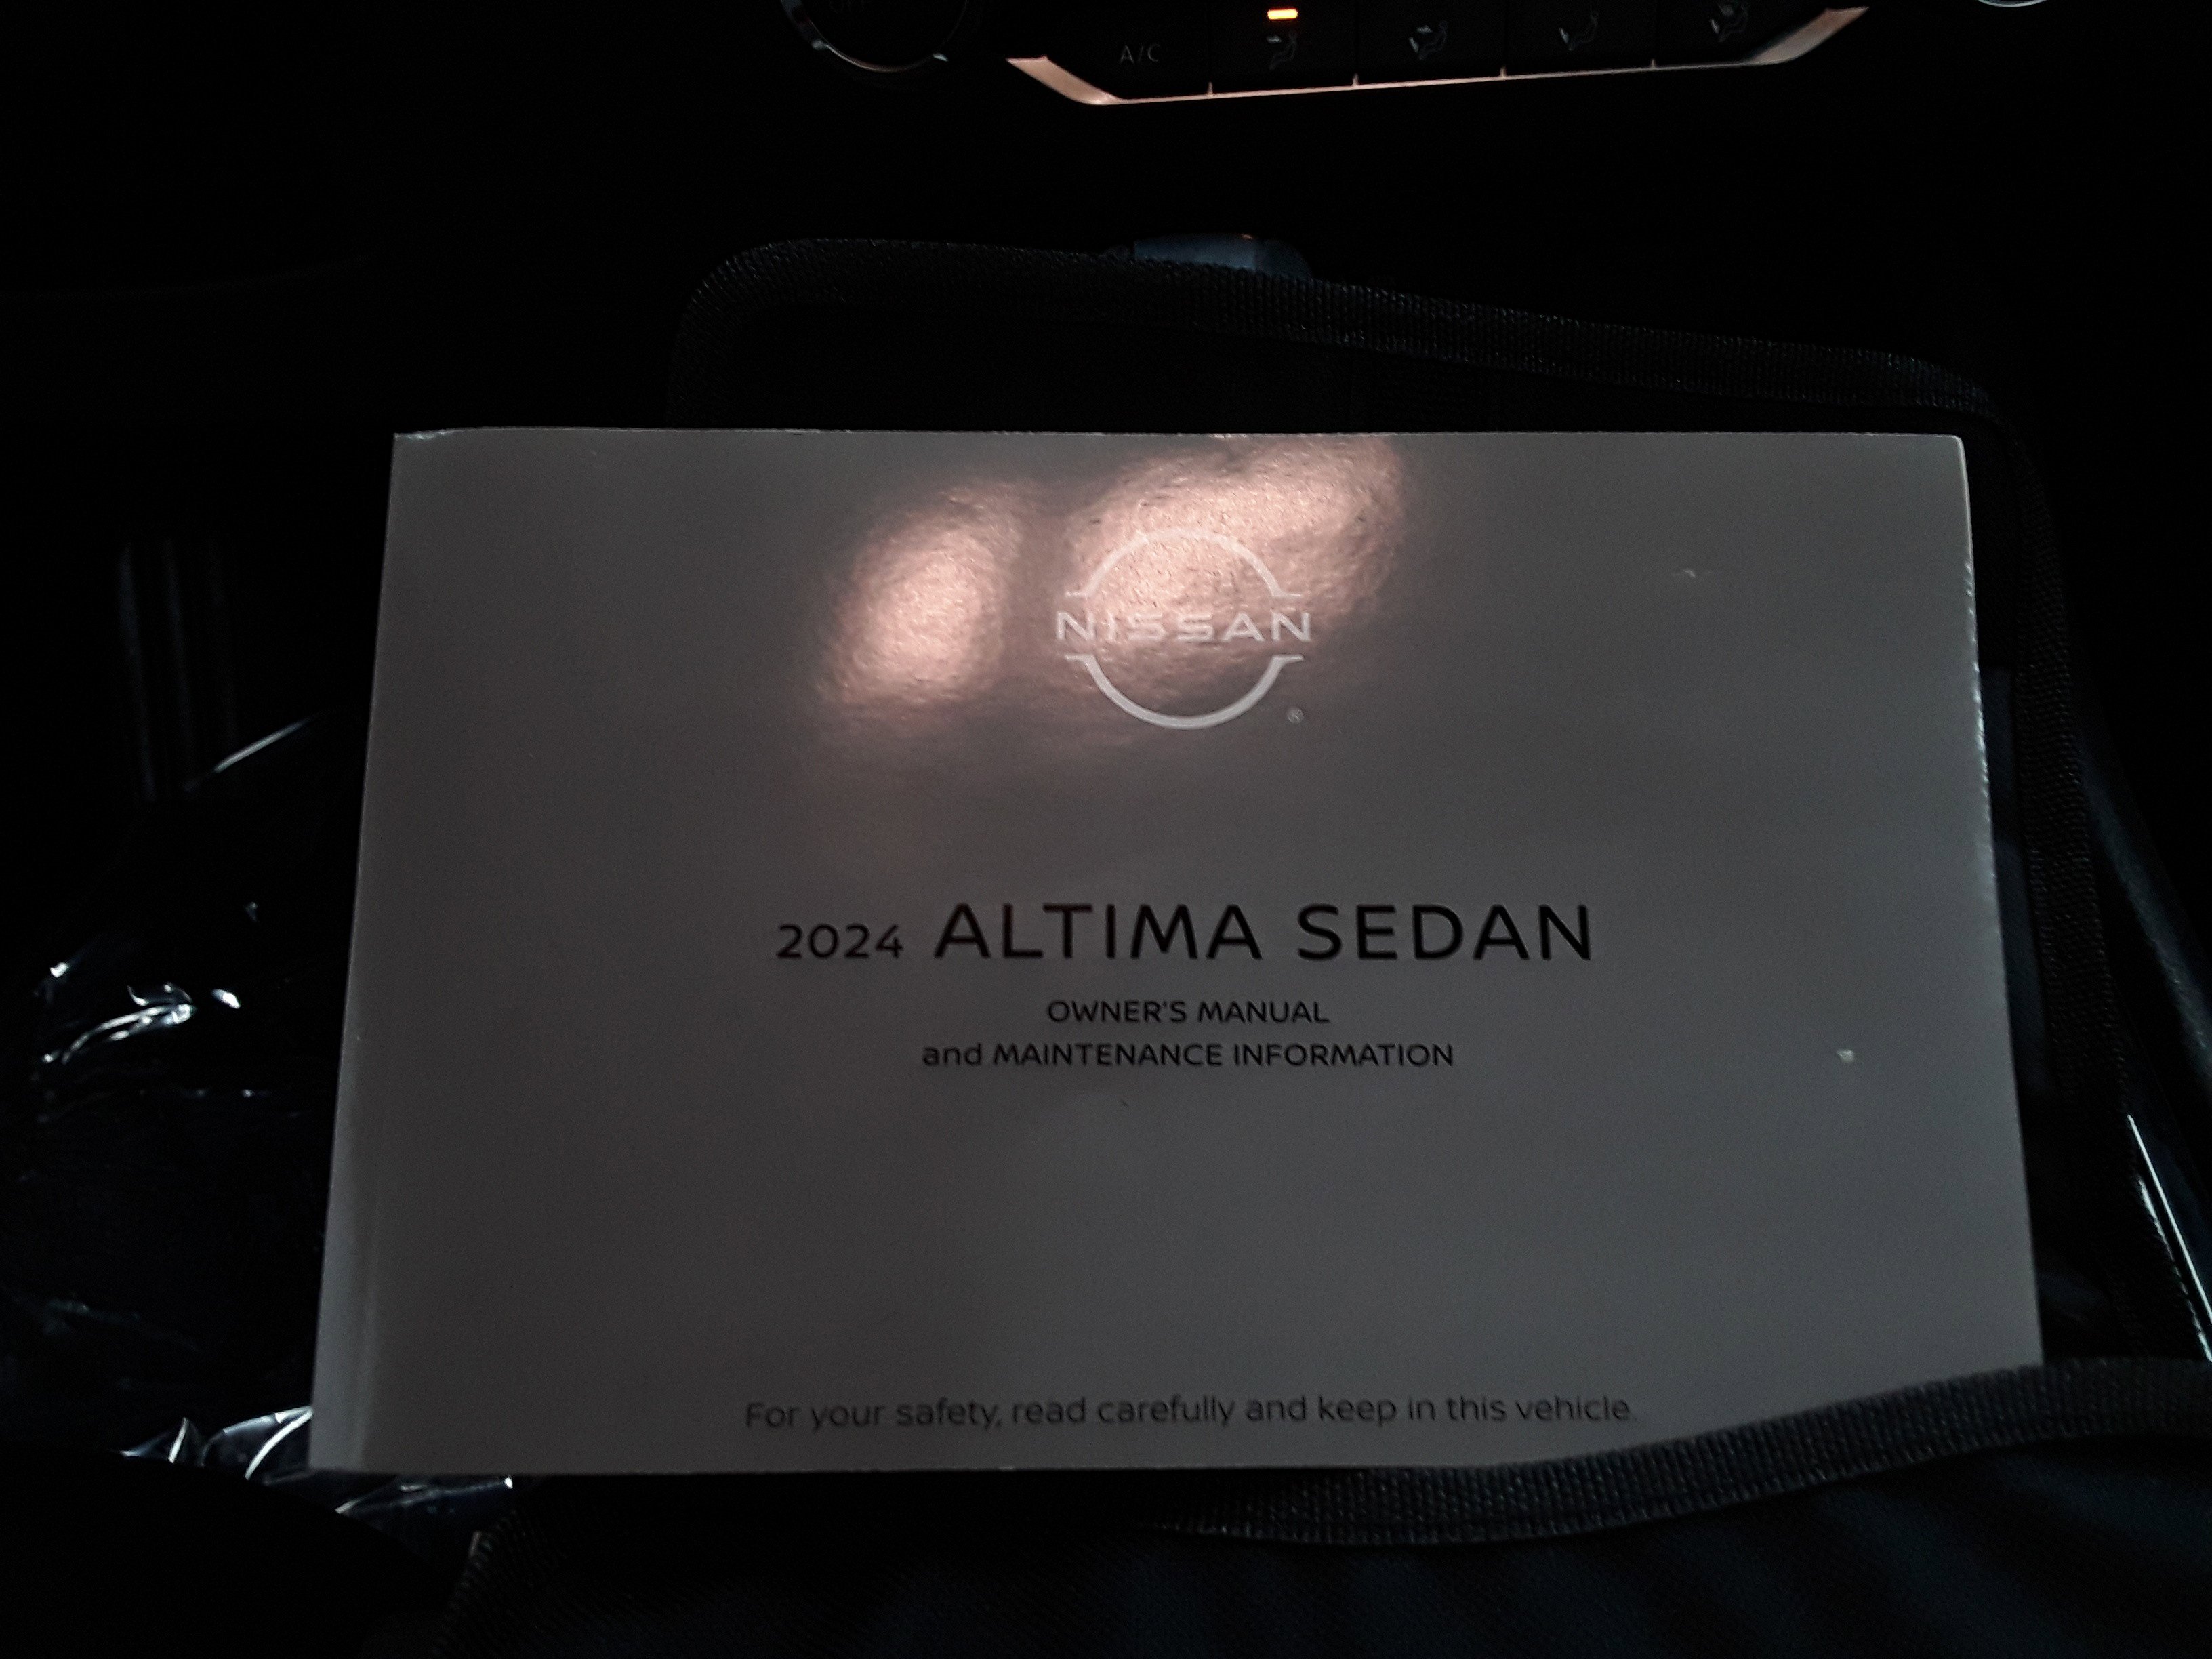 OFF
A/C
NISSAN
®
2024 ALTIMA SEDAN
OWNER'S MANUAL
and MAINTENANCE INFORMATION
For your safety, read carefully and keep in this vehicle.